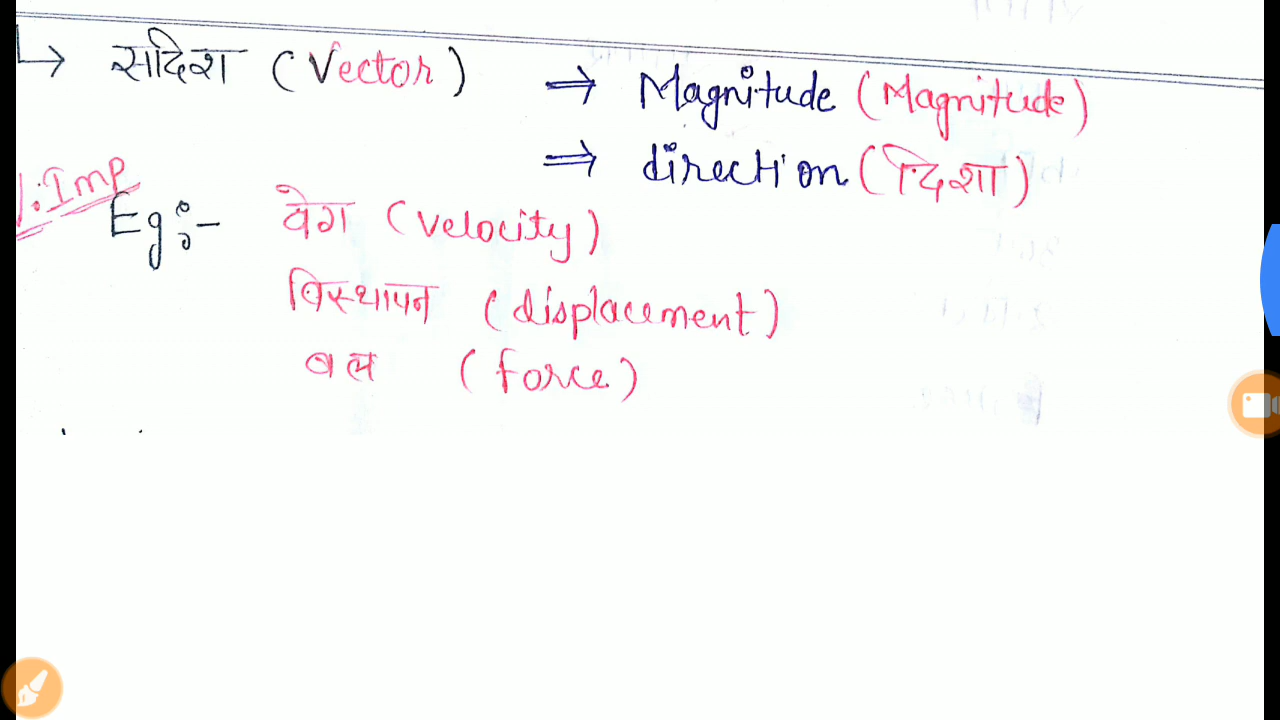 ↳ सदिश (Vector) ⇒ Magnitude (Magnitude)
⇒ direction (दिशा)
Imp
Eg:- वेग (velocity)
विस्थापन (displacement)
बल (force)